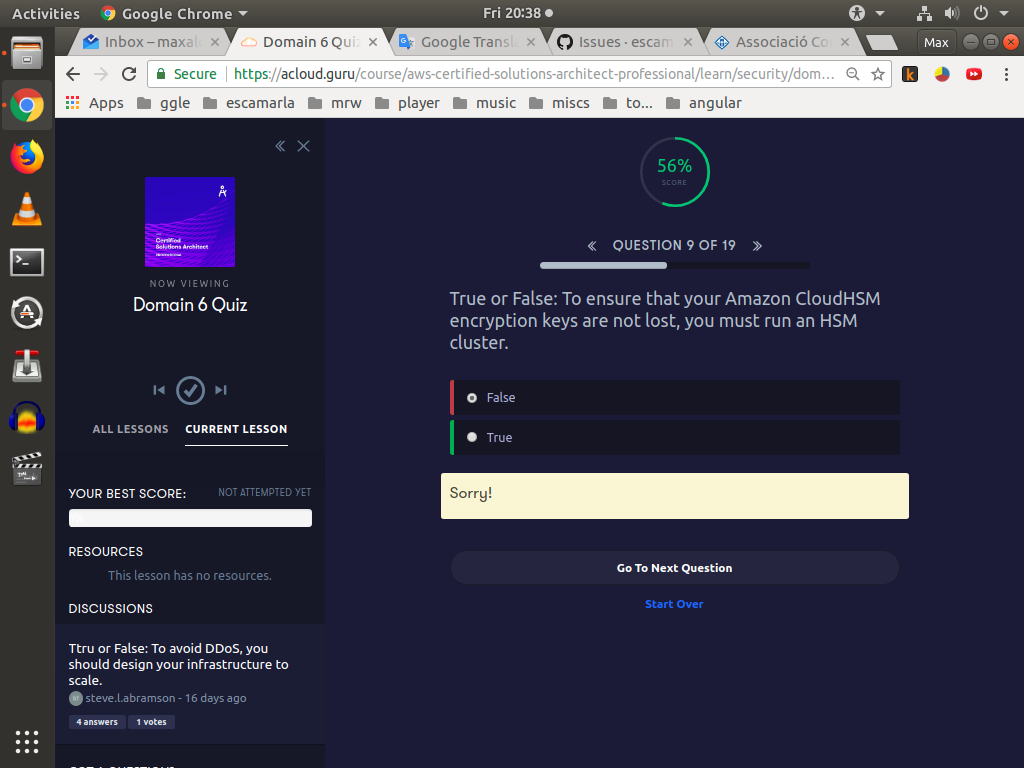 Activities Google Chrome Fri 20:38
Inbox – maxal Domain 6 Quiz Google Transl Issues · escam Associació Co Max
Secure https://acloud.guru/course/aws-certified-solutions-architect-professional/learn/security/dom...
Apps ggle escamarla mrw player music miscs to... angular
Certified
Solutions Architect
NOW VIEWING
Domain 6 Quiz
ALL LESSONS CURRENT LESSON
YOUR BEST SCORE: NOT ATTEMPTED YET
RESOURCES
This lesson has no resources.
DISCUSSIONS
Ttru or False: To avoid DDoS, you
should design your infrastructure to
scale.
steve.l.abramson - 16 days ago
4 answers 1 votes
56%
SCORE
QUESTION 9 OF 19
True or False: To ensure that your Amazon CloudHSM
encryption keys are not lost, you must run an HSM
cluster.
False
True
Sorry!
Go To Next Question
Start Over